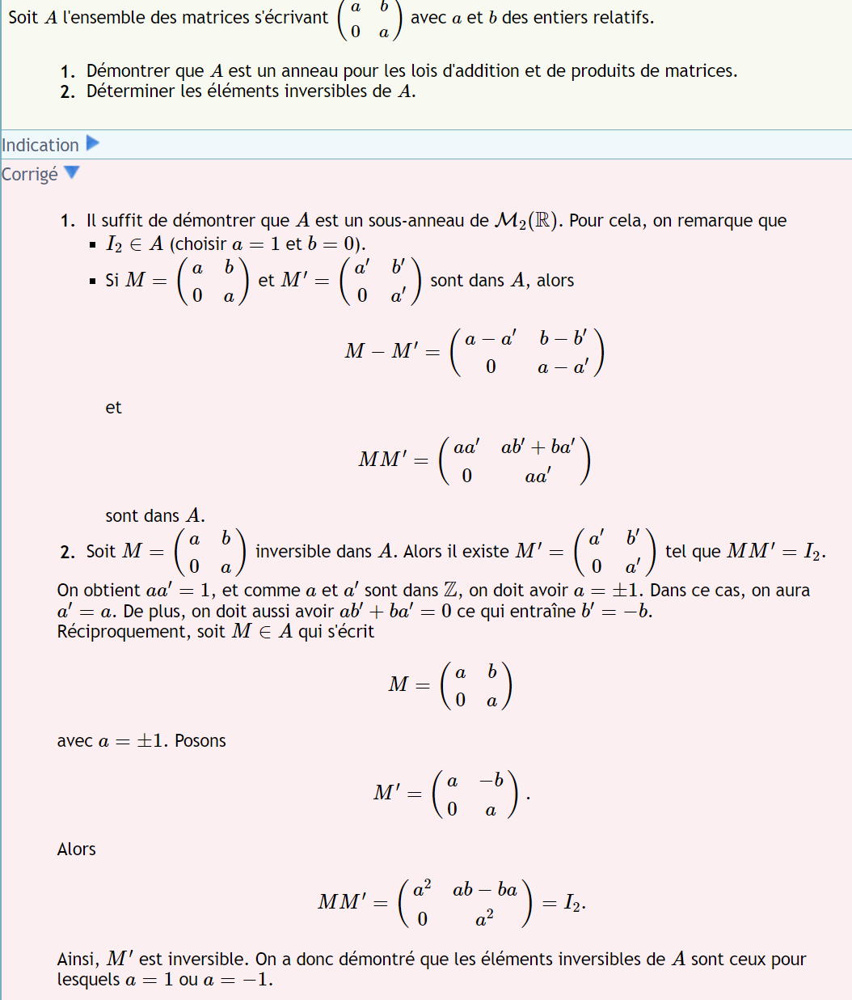 Soit A l'ensemble des matrices s'écrivant \begin{pmatrix} a & b \\ 0 & a \end{pmatrix} avec a et b des entiers relatifs.
1. Démontrer que A est un anneau pour les lois d'addition et de produits de matrices.
2. Déterminer les éléments inversibles de A.
Indication
Corrigé
1. Il suffit de démontrer que A est un sous-anneau de \mathcal{M}_2(\mathbb{R}). Pour cela, on remarque que
▪ I_2 ∈ A (choisir a = 1 et b = 0).
▪ Si M = \begin{pmatrix} a & b \\ 0 & a \end{pmatrix} et M' = \begin{pmatrix} a' & b' \\ 0 & a' \end{pmatrix} sont dans A, alors
M − M' = \begin{pmatrix} a − a' & b − b' \\ 0 & a − a' \end{pmatrix}
et
MM' = \begin{pmatrix} aa' & ab' + ba' \\ 0 & aa' \end{pmatrix}
sont dans A.
2. Soit M = \begin{pmatrix} a & b \\ 0 & a \end{pmatrix} inversible dans A. Alors il existe M' = \begin{pmatrix} a' & b' \\ 0 & a' \end{pmatrix} tel que MM' = I_2.
On obtient aa' = 1, et comme a et a' sont dans ℤ, on doit avoir a = ±1. Dans ce cas, on aura
a' = a. De plus, on doit aussi avoir ab' + ba' = 0 ce qui entraîne b' = −b.
Réciproquement, soit M ∈ A qui s'écrit
M = \begin{pmatrix} a & b \\ 0 & a \end{pmatrix}
avec a = ±1. Posons
M' = \begin{pmatrix} a & −b \\ 0 & a \end{pmatrix}.
Alors
MM' = \begin{pmatrix} a^2 & ab − ba \\ 0 & a^2 \end{pmatrix} = I_2.
Ainsi, M' est inversible. On a donc démontré que les éléments inversibles de A sont ceux pour
lesquels a = 1 ou a = −1.